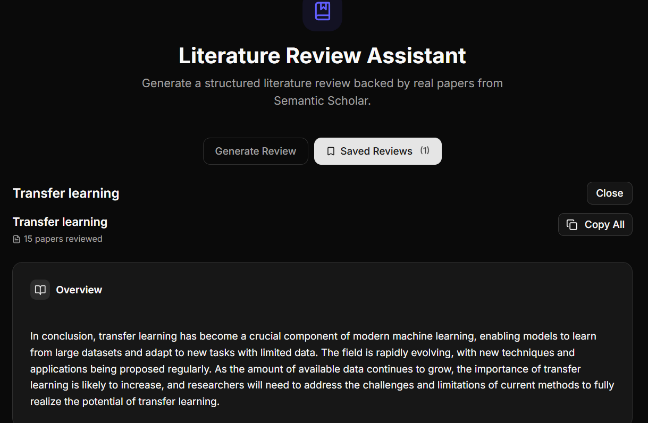 Literature Review Assistant
Generate a structured literature review backed by real papers from
Semantic Scholar.
Generate Review
Saved Reviews (1)
Transfer learning
Close
Transfer learning
Copy All
15 papers reviewed
Overview
In conclusion, transfer learning has become a crucial component of modern machine learning, enabling models to learn
from large datasets and adapt to new tasks with limited data. The field is rapidly evolving, with new techniques and
applications being proposed regularly. As the amount of available data continues to grow, the importance of transfer
learning is likely to increase, and researchers will need to address the challenges and limitations of current methods to fully
realize the potential of transfer learning.